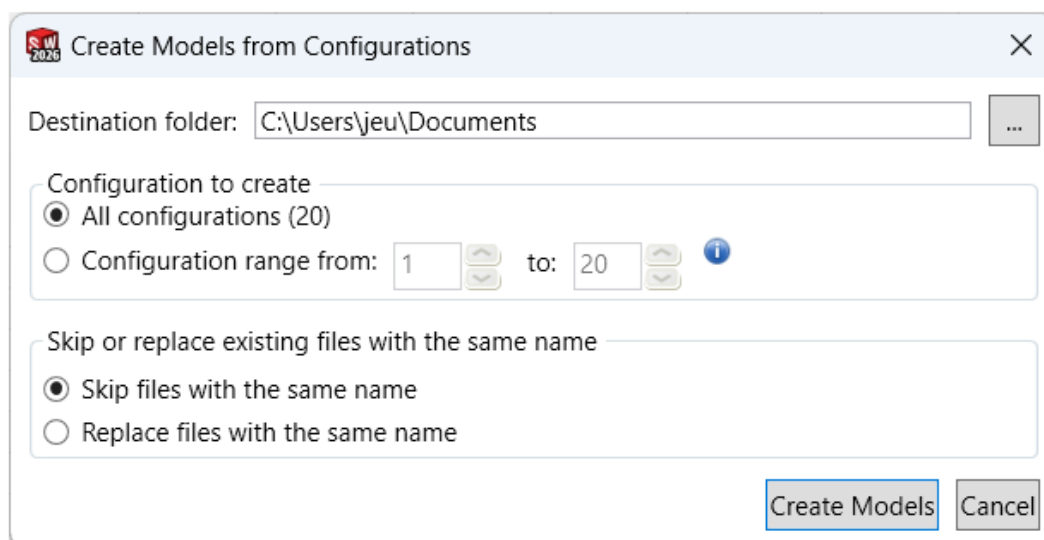 SW 2026 Create Models from Configurations
Destination folder: C:\Users\jeu\Documents ...
Configuration to create
All configurations (20)
Configuration range from: 1 to: 20 i
Skip or replace existing files with the same name
Skip files with the same name
Replace files with the same name
Create Models Cancel